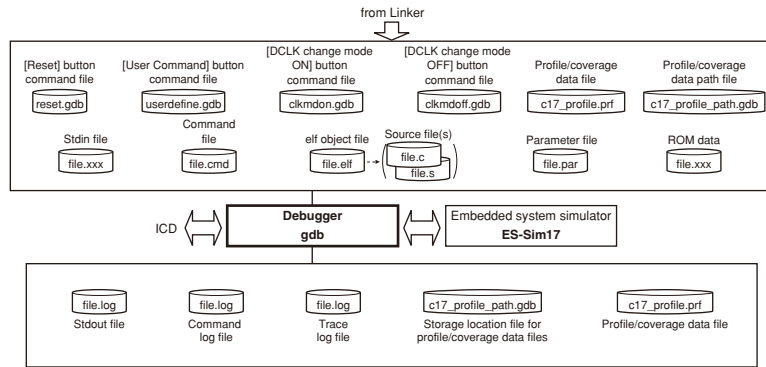 from Linker
[Reset] button
command file
reset.gdb
[User Command] button
command file
userdefine.gdb
[DCLK change mode
ON] button
command file
clkmdon.gdb
[DCLK change mode
OFF] button
command file
clkmdoff.gdb
Profile/coverage
data file
c17_profile.prf
Profile/coverage
data path file
c17_profile_path.gdb
Stdin file
file.xxx
Command
file
file.cmd
elf object file
file.elf
Source file(s)
file.c
file.s
Parameter file
file.par
ROM data
file.xxx
ICD
Debugger
gdb
Embedded system simulator
ES-Sim17
file.log
Stdout file
file.log
Command
log file
file.log
Trace
log file
c17_profile_path.gdb
Storage location file for
profile/coverage data files
c17_profile.prf
Profile/coverage data file